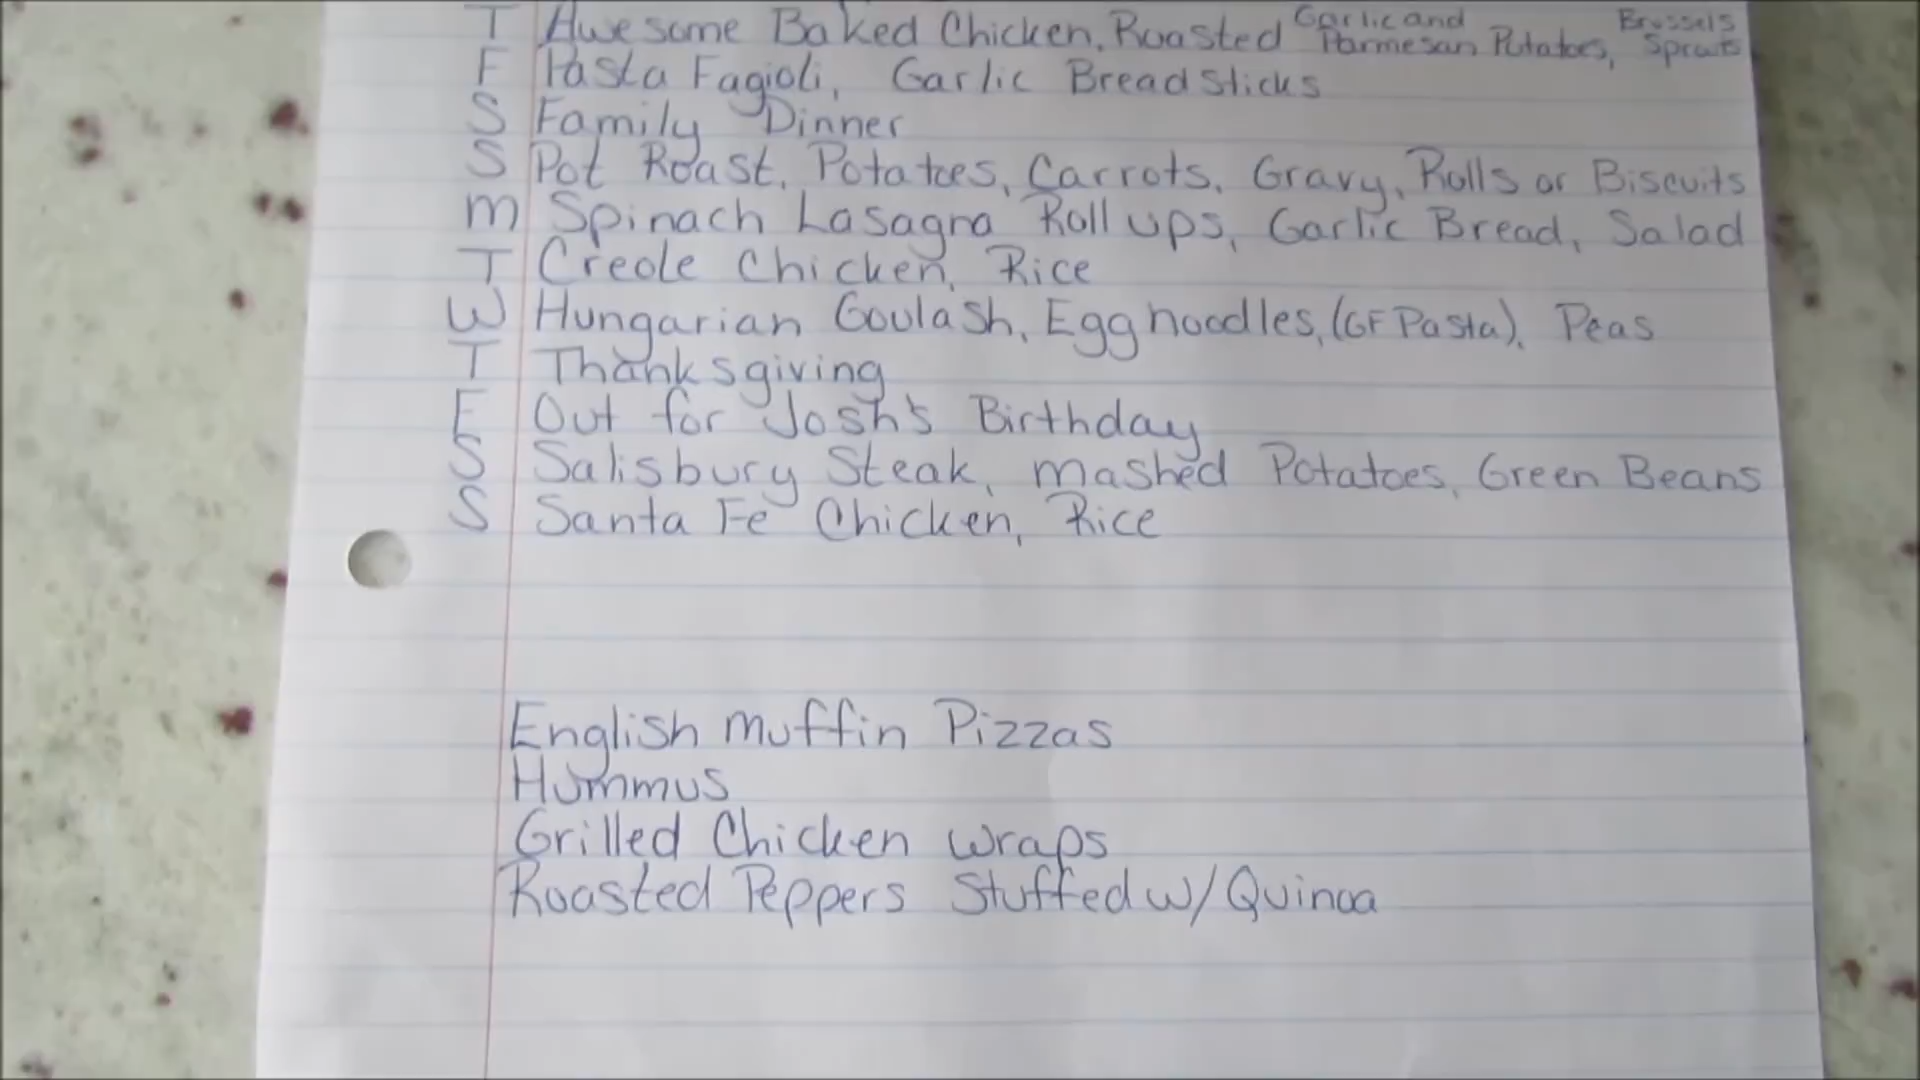 T Awesome Baked Chicken, Roasted Garlic and Parmesan Potatoes, Brussels Sprouts
F Pasta Fagioli, Garlic Bread Sticks
S Family Dinner
S Pot Roast, Potatoes, Carrots, Gravy, Rolls or Biscuits
M Spinach Lasagna Roll ups, Garlic Bread, Salad
T Creole Chicken, Rice
W Hungarian Goulash, Egg noodles, (GF Pasta), Peas
T Thanksgiving
F Out for Josh's Birthday
S Salisbury Steak, Mashed Potatoes, Green Beans
S Santa Fe Chicken, Rice
English Muffin Pizzas
Hummus
Grilled Chicken Wraps
Roasted Peppers Stuffed w/ Quinoa